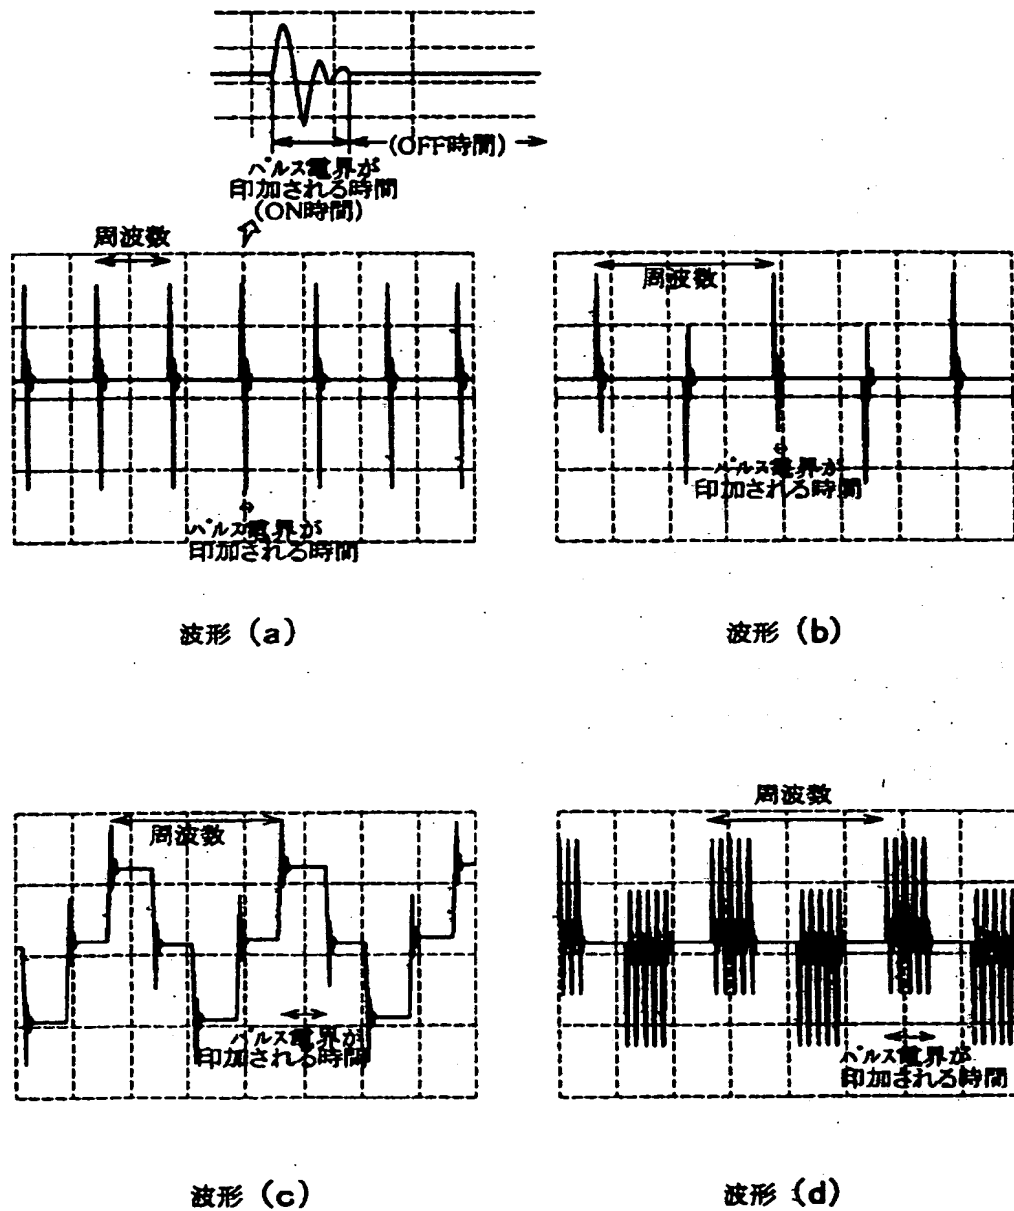 (OFF時間)
パルス電界が
印加される時間
(ON時間)
周波数
パルス電界が
印加される時間
波形 (a)
周波数
パルス電界が
印加される時間
波形 (b)
周波数
パルス電界が
印加される時間
波形 (c)
周波数
パルス電界が
印加される時間
波形 (d)